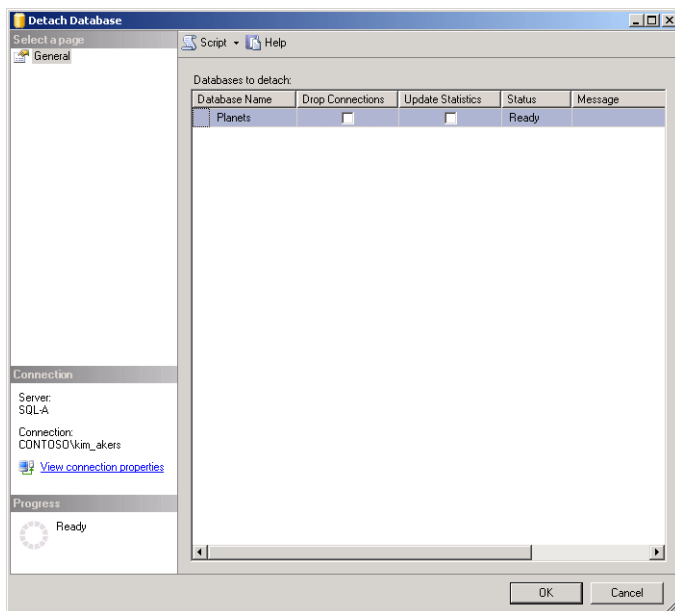 Detach Database
Select a page
General
Script Help
Databases to detach:
Database Name Drop Connections Update Statistics Status Message
Planets Ready
Connection
Server:
SQL-A
Connection:
CONTOSO\kim_akers
View connection properties
Progress
Ready
OK Cancel